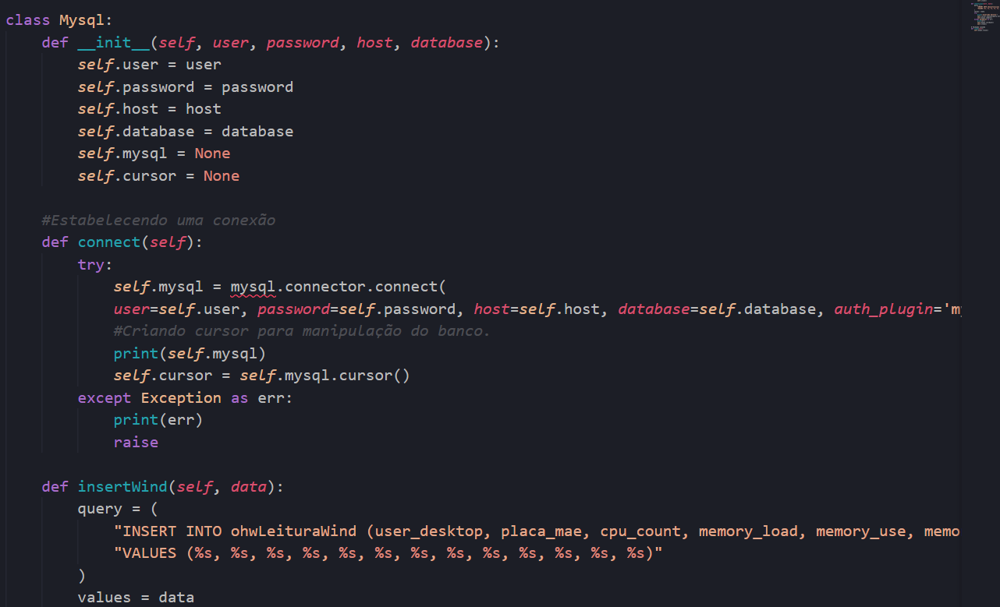 class Mysql:
def __init__(self, user, password, host, database):
self.user = user
self.password = password
self.host = host
self.database = database
self.mysql = None
self.cursor = None
#Estabelecendo uma conexão
def connect(self):
try:
self.mysql = mysql.connector.connect(
user=self.user, password=self.password, host=self.host, database=self.database, auth_plugin='m
#Criando cursor para manipulação do banco.
print(self.mysql)
self.cursor = self.mysql.cursor()
except Exception as err:
print(err)
raise
def insertWind(self, data):
query = (
"INSERT INTO ohwLeituraWind (user_desktop, placa_mae, cpu_count, memory_load, memory_use, memo
"VALUES (%s, %s, %s, %s, %s, %s, %s, %s, %s, %s, %s, %s, %s)"
)
values = data